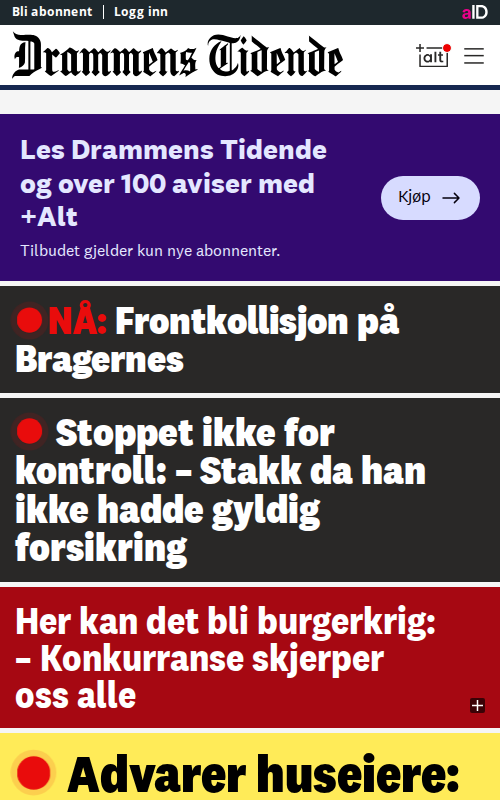 Bli abonnent | Logg inn
aID
Drammens Tidende
+alt
Les Drammens Tidende
og over 100 aviser med
+Alt
Kjøp →
Tilbudet gjelder kun nye abonnenter.
NÅ: Frontkollisjon på
Bragernes
Stoppet ikke for
kontroll: – Stakk da han
ikke hadde gyldig
forsikring
Her kan det bli burgerkrig:
– Konkurranse skjerper
oss alle
Advarer huseiere: